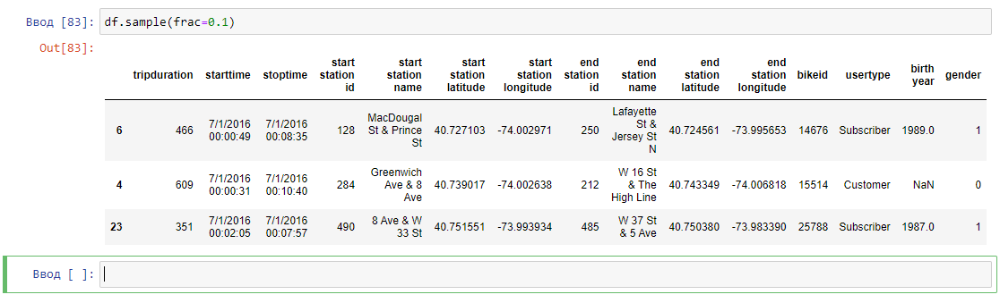 Ввод [83]: df.sample(frac=0.1)
Out[83]:
tripduration starttime stoptime start station id start station name start station latitude start station longitude end station id end station name end station latitude end station longitude bikeid usertype birth year gender
6 466 7/1/2016 00:00:49 7/1/2016 00:08:35 128 MacDougal St & Prince St 40.727103 -74.002971 250 Lafayette St & Jersey St N 40.724561 -73.995653 14676 Subscriber 1989.0 1
4 609 7/1/2016 00:00:31 7/1/2016 00:10:40 284 Greenwich Ave & 8 Ave 40.739017 -74.002638 212 W 16 St & The High Line 40.743349 -74.006818 15514 Customer NaN 0
23 351 7/1/2016 00:02:05 7/1/2016 00:07:57 490 8 Ave & W 33 St 40.751551 -73.993934 485 W 37 St & 5 Ave 40.750380 -73.983390 25788 Subscriber 1987.0 1
Ввод [ ]: